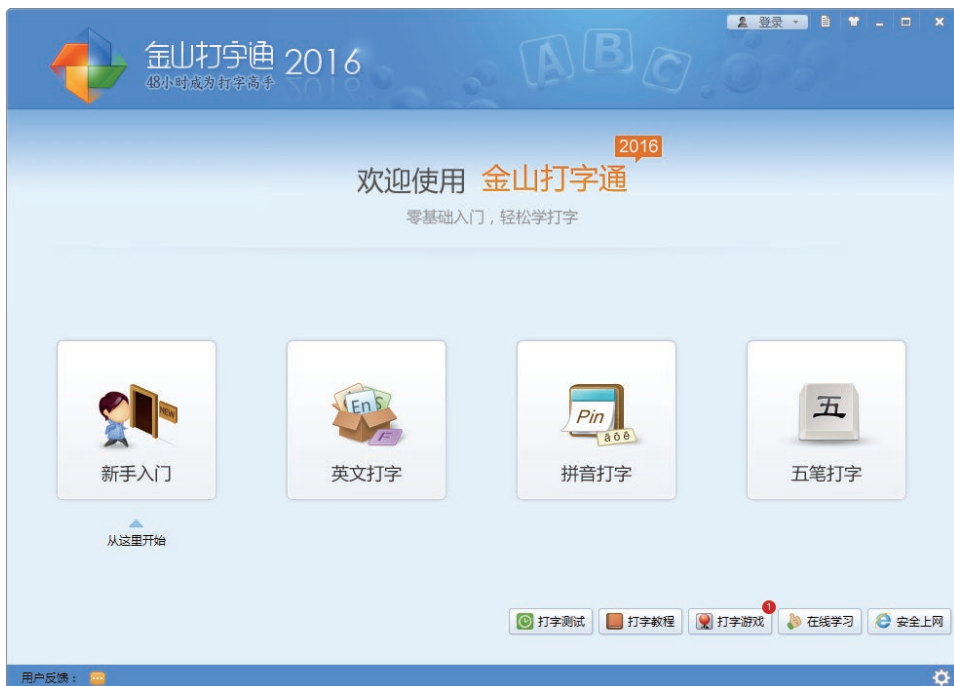 登录
金山打字通 2016
48小时成为打字高手
A B C
2016
欢迎使用 金山打字通
零基础入门，轻松学打字
NEW
En S
F
Pin
āōē
五
新手入门
英文打字
拼音打字
五笔打字
从这里开始
1
打字测试
打字教程
打字游戏
在线学习
安全上网
用户反馈：